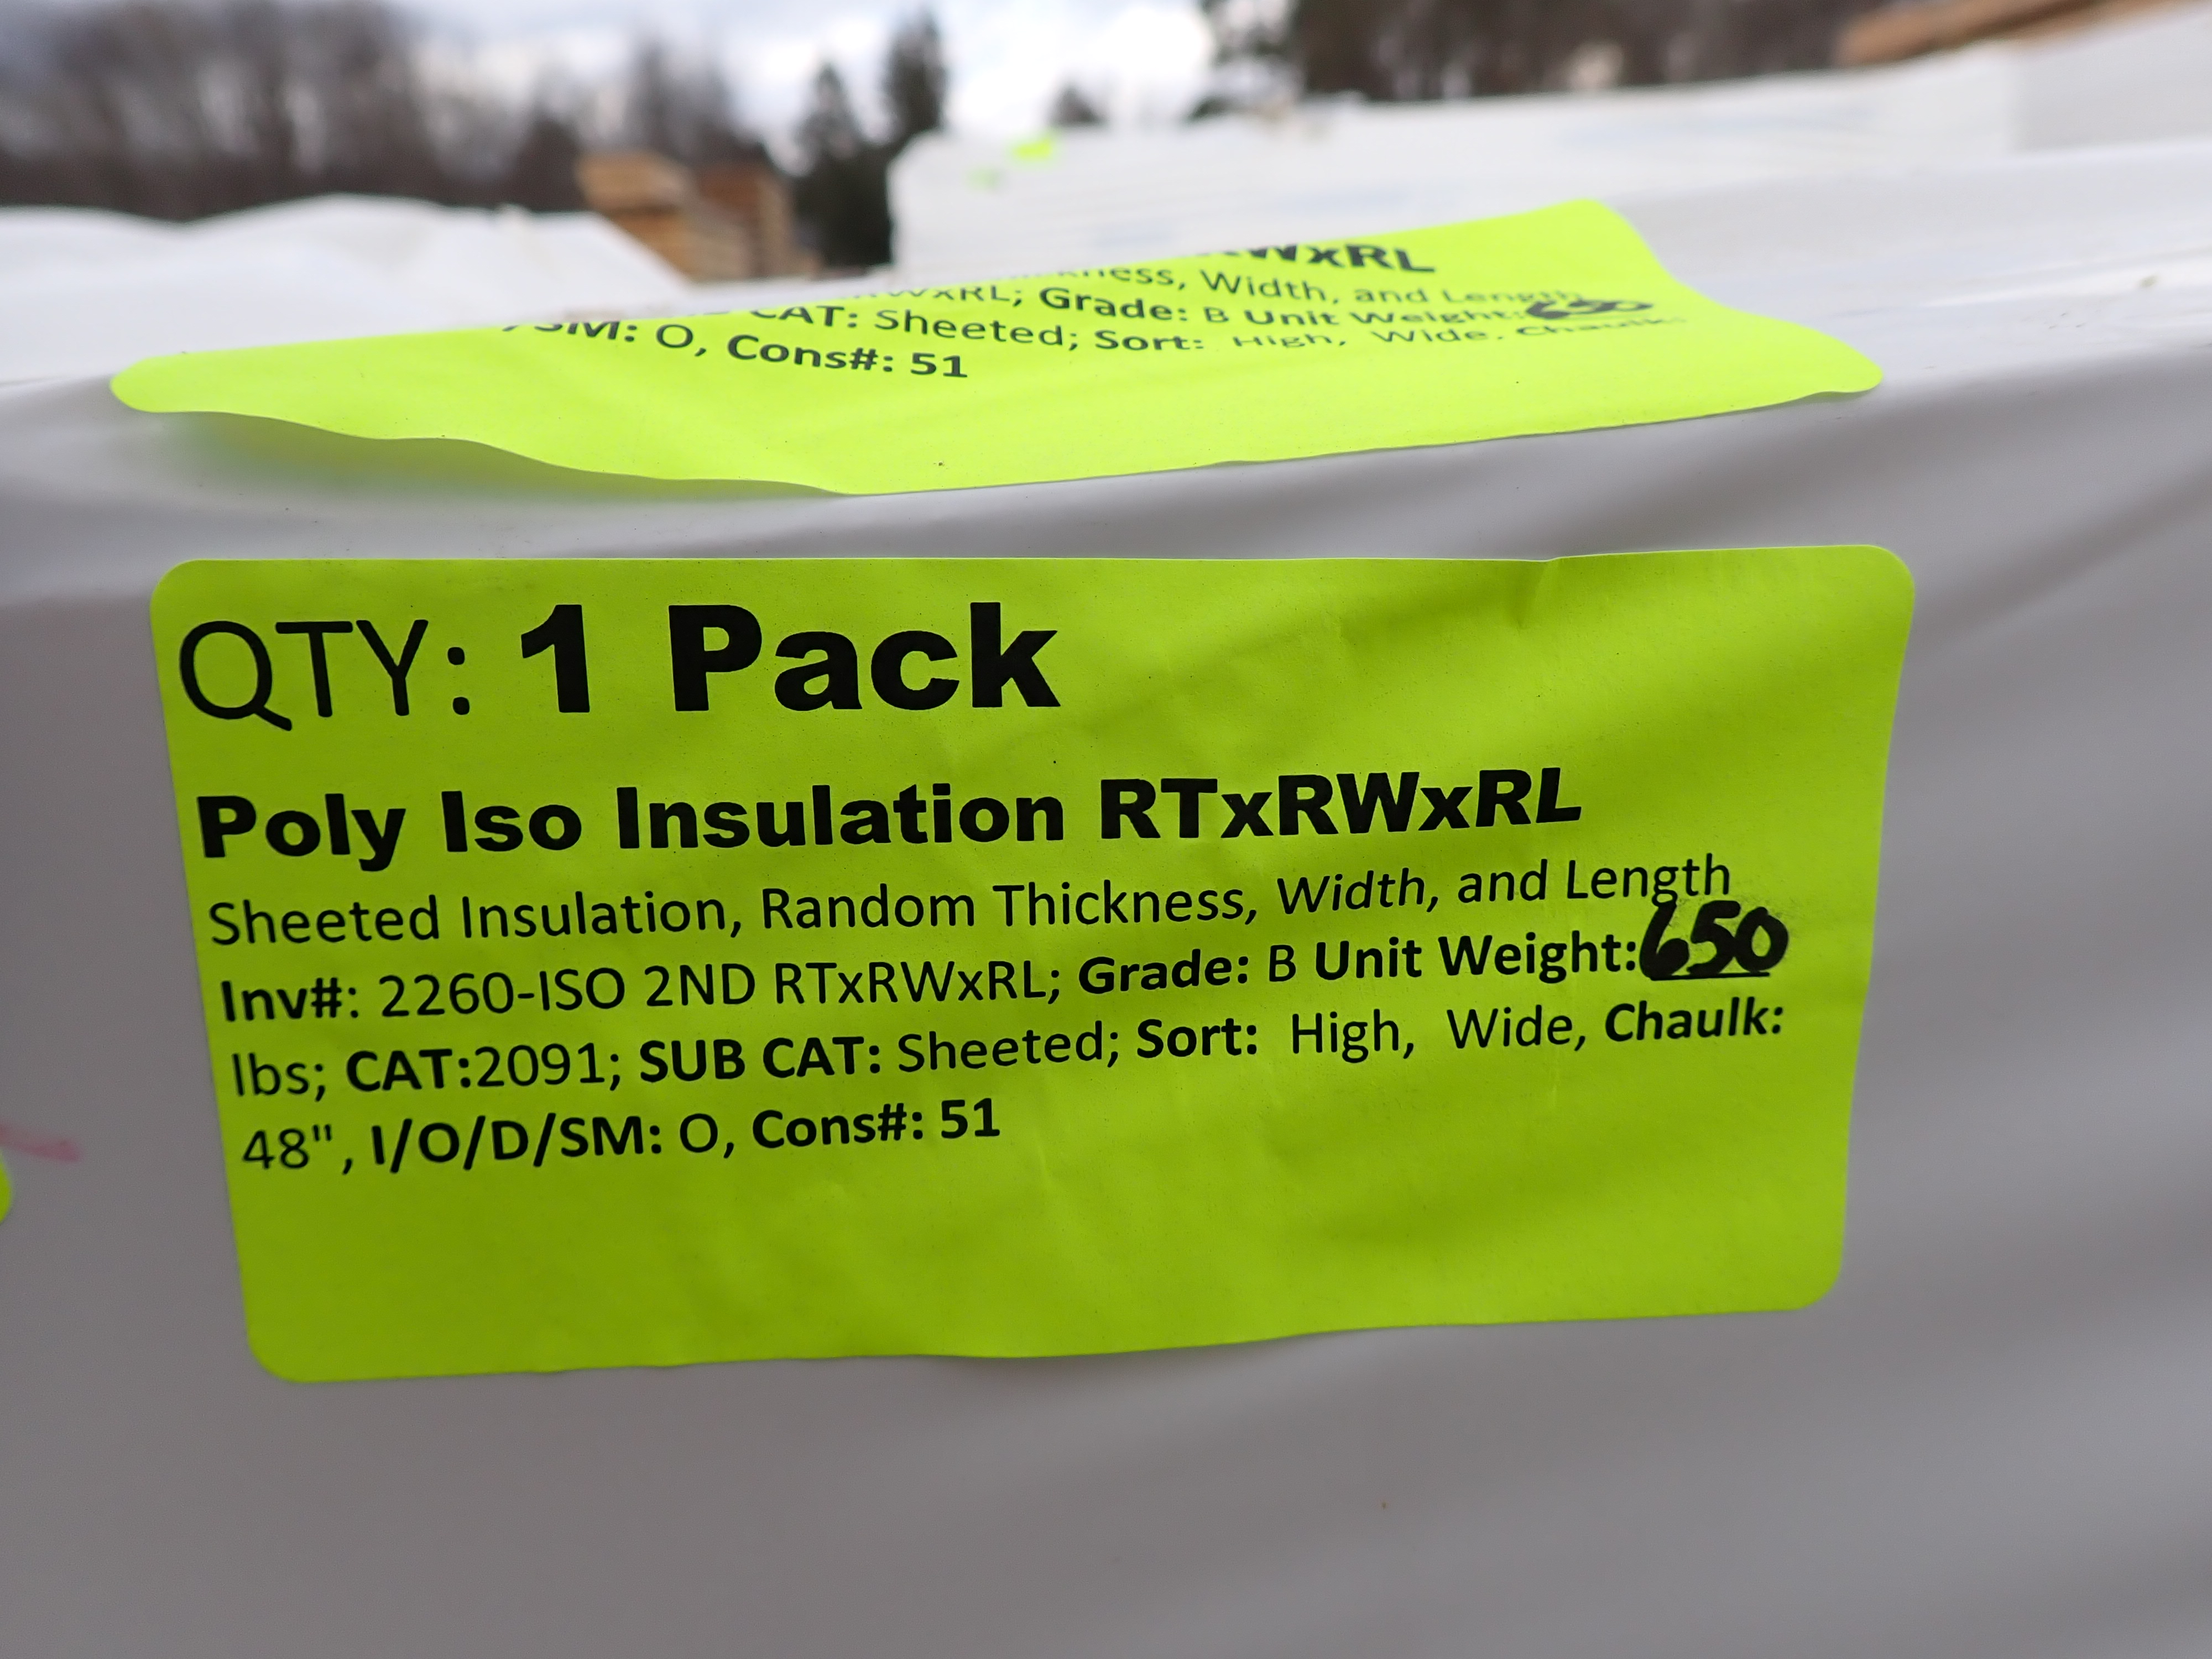 WxRL
Width, and Length
RWxRL; Grade: B Unit Weight: 650
CAT: Sheeted; Sort: High, Wide, Chaulk:
/SM: O, Cons#: 51
QTY: 1 Pack
Poly Iso Insulation RTxRWxRL
Sheeted Insulation, Random Thickness, Width, and Length
Inv#: 2260-ISO 2ND RTxRWxRL; Grade: B Unit Weight:650
lbs; CAT:2091; SUB CAT: Sheeted; Sort: High, Wide, Chaulk:
48", I/O/D/SM: O, Cons#: 51